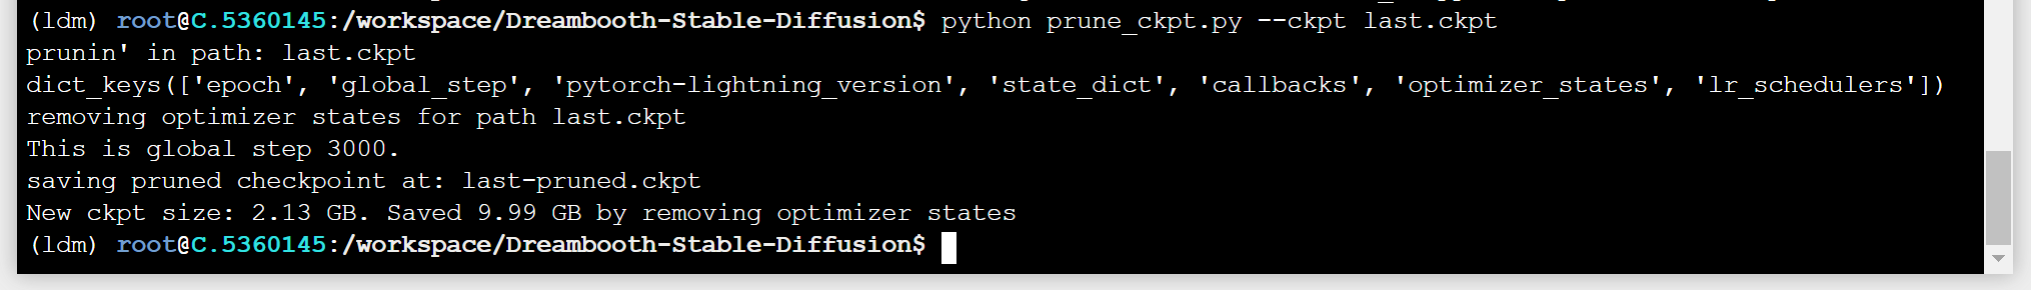 (ldm) root@C.5360145:/workspace/Dreambooth-Stable-Diffusion$ python prune_ckpt.py --ckpt last.ckpt
prunin' in path: last.ckpt
dict_keys(['epoch', 'global_step', 'pytorch-lightning_version', 'state_dict', 'callbacks', 'optimizer_states', 'lr_schedulers'])
removing optimizer states for path last.ckpt
This is global step 3000.
saving pruned checkpoint at: last-pruned.ckpt
New ckpt size: 2.13 GB. Saved 9.99 GB by removing optimizer states
(ldm) root@C.5360145:/workspace/Dreambooth-Stable-Diffusion$